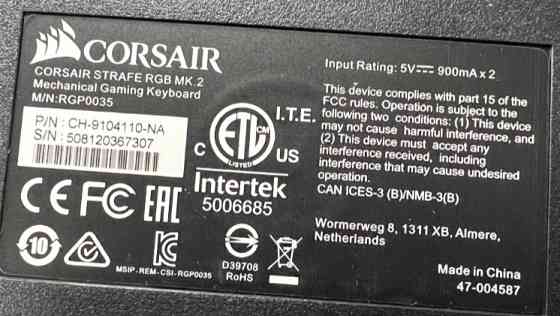 CORSAIR
CORSAIR STRAFE RGB MK.2
Mechanical Gaming Keyboard
M/N:RGP0035
P/N : CH-9104110-NA
S/N : 508120367307
Input Rating: 5V⎓ 900mA x 2
This device complies with part 15 of the
FCC rules. Operation is subject to the
following two conditions: (1) This device
may not cause harmful interference, and
(2) This device must accept any
interference received, including
interference that may cause undesired
operation.
CAN ICES-3 (B)/NMB-3(B)
I.T.E.
ETL CM
LISTED
C US
Intertek
5006685
CE FC EAC
10
MSIP-REM-CSI-RGP0035
D39708
RoHS
Wormerweg 8, 1311 XB, Almere,
Netherlands
Made in China
47-004587